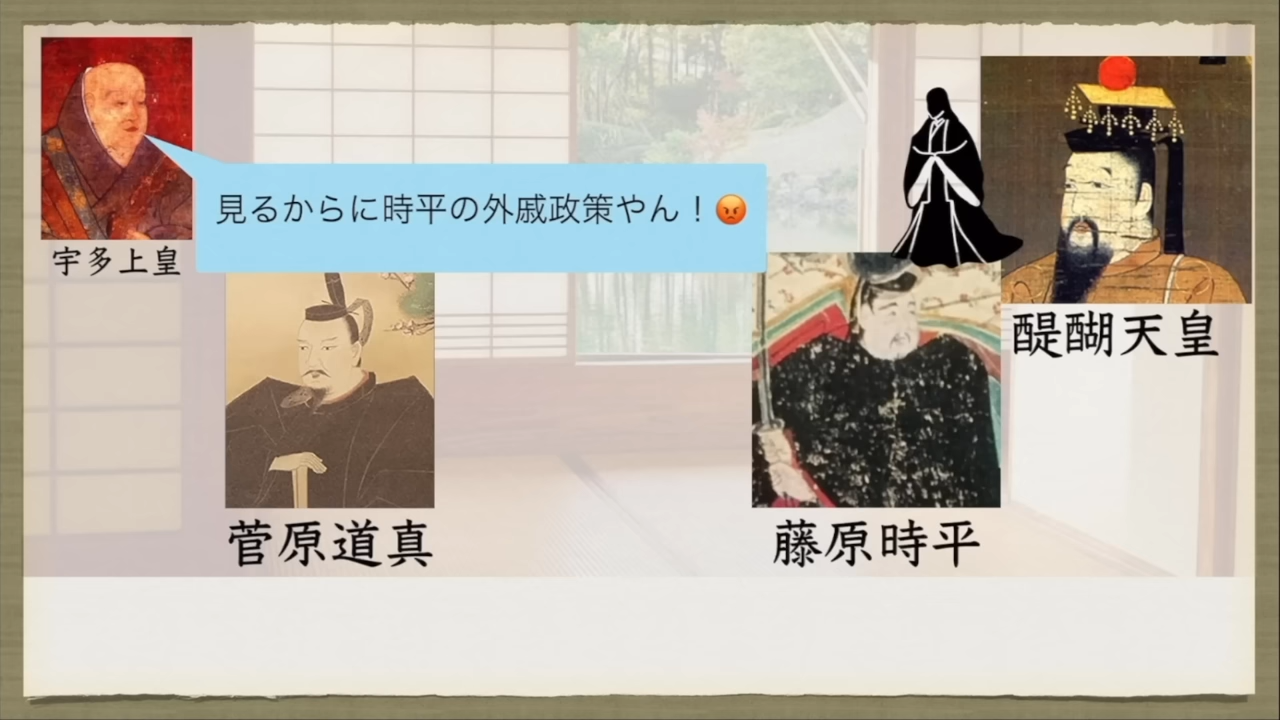 宇多上皇
見るからに時平の外戚政策やん！😡
菅原道真
藤原時平
醍醐天皇